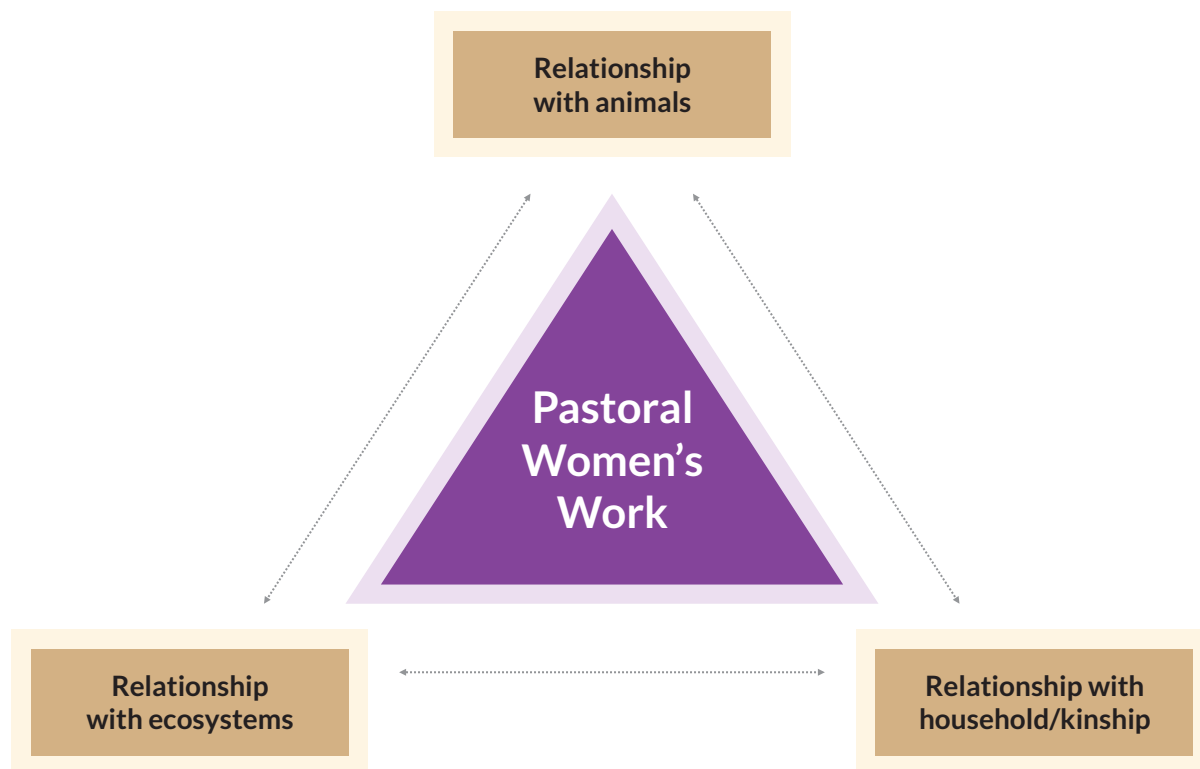 Relationship
with animals
Pastoral
Women’s
Work
Relationship
with ecosystems
Relationship with
household/kinship